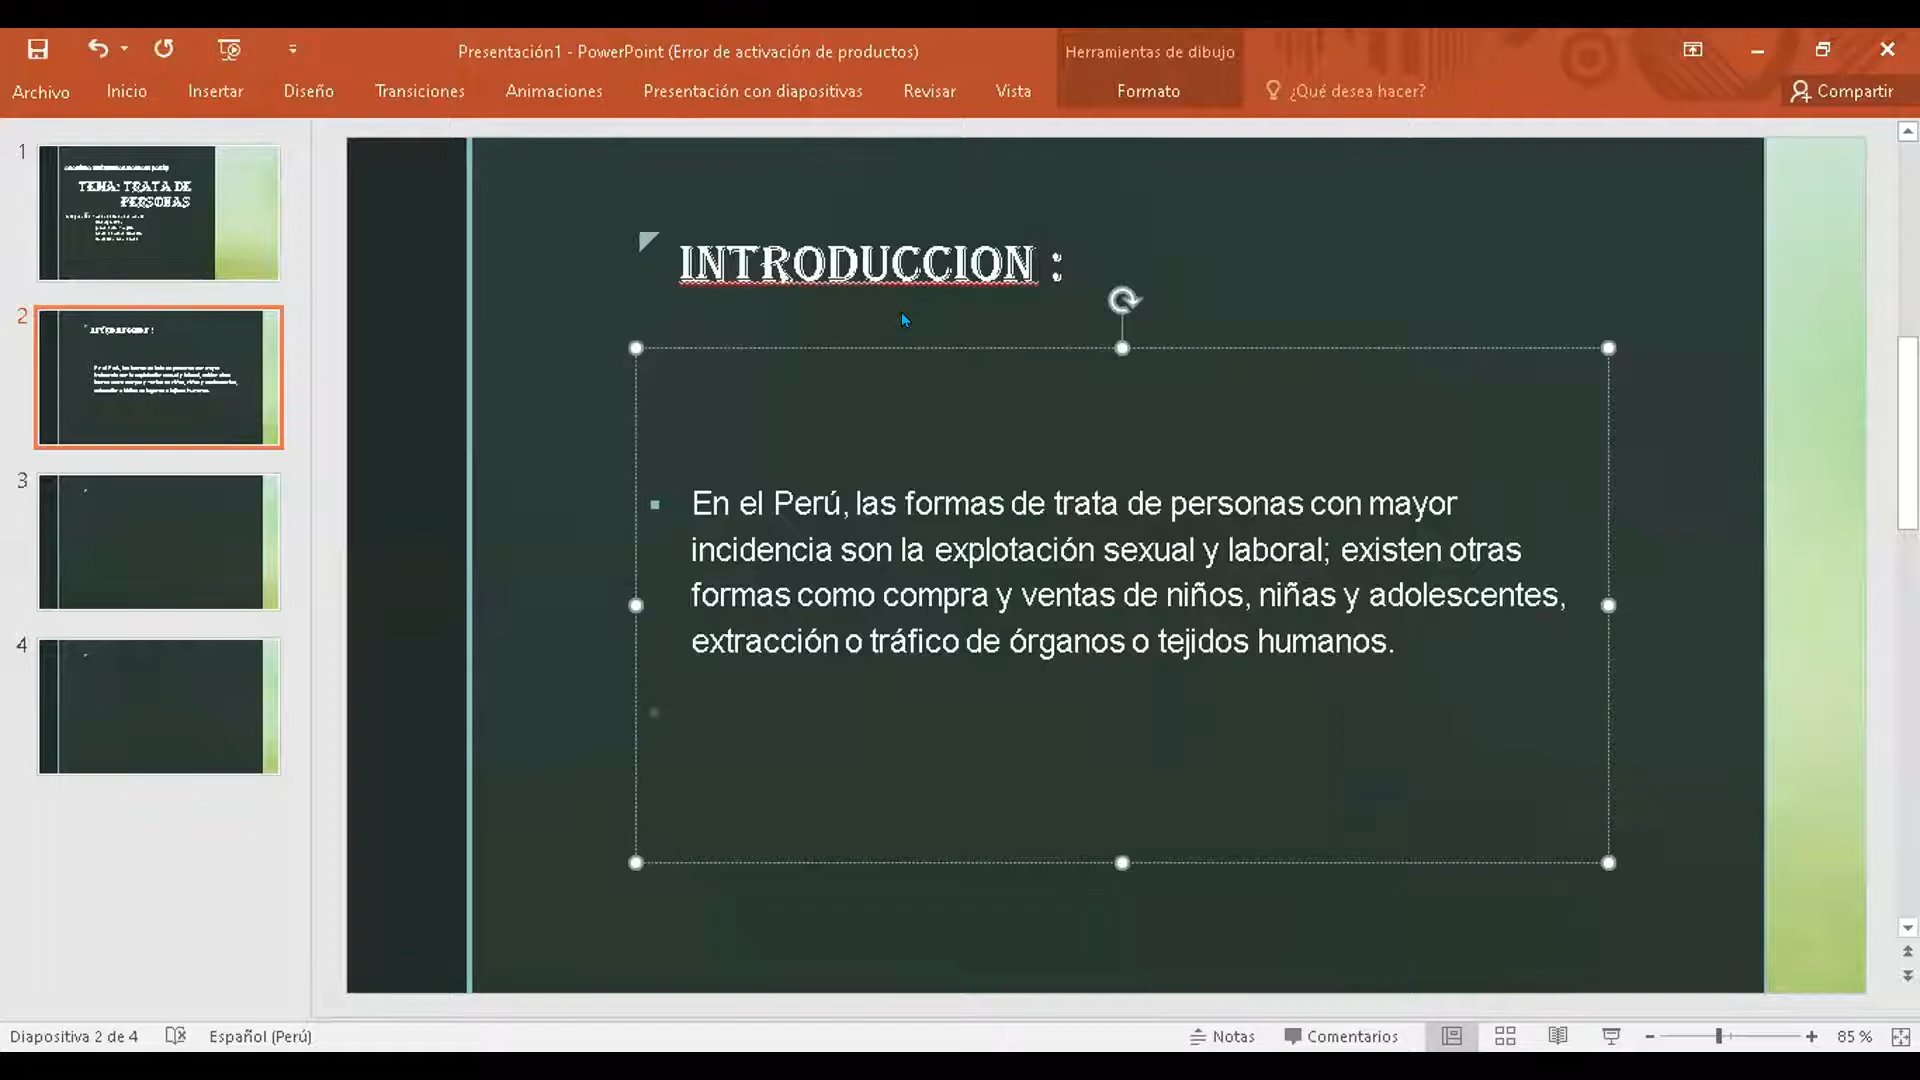 Presentación1 - PowerPoint (Error de activación de productos)
Herramientas de dibujo
Archivo
Inicio
Insertar
Diseño
Transiciones
Animaciones
Presentación con diapositivas
Revisar
Vista
Formato
¿Qué desea hacer?
Compartir
1
TEMA: TRATA DE
PERSONAS
2
3
4
INTRODUCCION :
En el Perú, las formas de trata de personas con mayor
incidencia son la explotación sexual y laboral; existen otras
formas como compra y ventas de niños, niñas y adolescentes,
extracción o tráfico de órganos o tejidos humanos.
Diapositiva 2 de 4
Español (Perú)
Notas
Comentarios
85 %